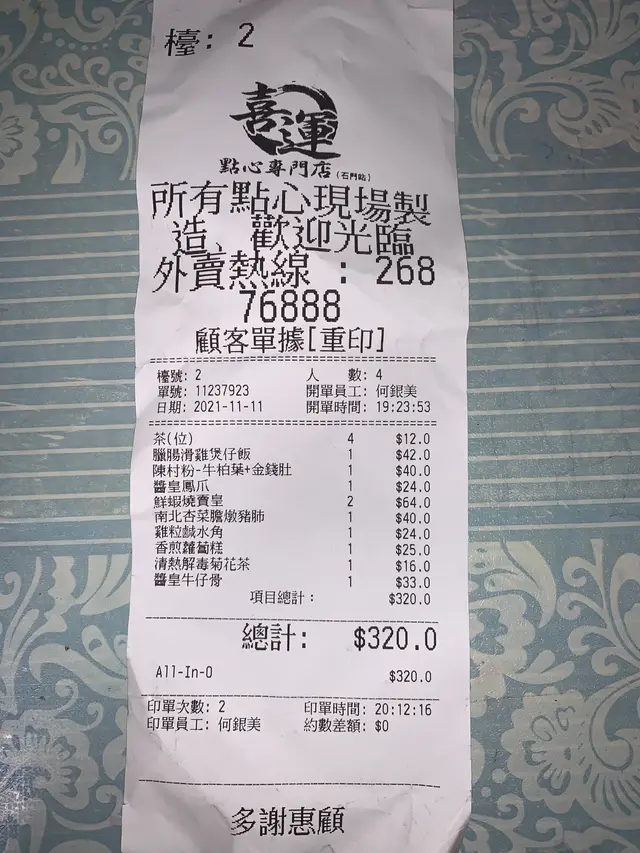 檯: 2
喜運
點心專門店(石門站)
所有點心現場製
造、歡迎光臨
外賣熱線 : 268
76888
顧客單據[重印]
檯號: 2 人 數: 4
單號: 11237923 開單員工: 何銀美
日期: 2021-11-11 開單時間: 19:23:53
茶(位) 4 $12.0
臘腸滑雞煲仔飯 1 $42.0
陳村粉-牛柏葉+金錢肚 1 $40.0
醬皇鳳爪 1 $24.0
鮮蝦燒賣皇 2 $64.0
南北杏菜膽燉豬肺 1 $40.0
雞粒鹹水角 1 $24.0
香煎蘿蔔糕 1 $25.0
清熱解毒菊花茶 1 $16.0
醬皇牛仔骨 1 $33.0
項目總計: $320.0
總計: $320.0
All-In-O $320.0
印單次數: 2 印單時間: 20:12:16
印單員工: 何銀美 約數差額: $0
多謝惠顧